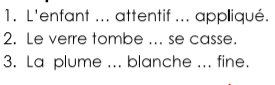 1. L'enfant ... attentif ... appliqué.
2. Le verre tombe ... se casse.
3. La plume ... blanche ... fine.